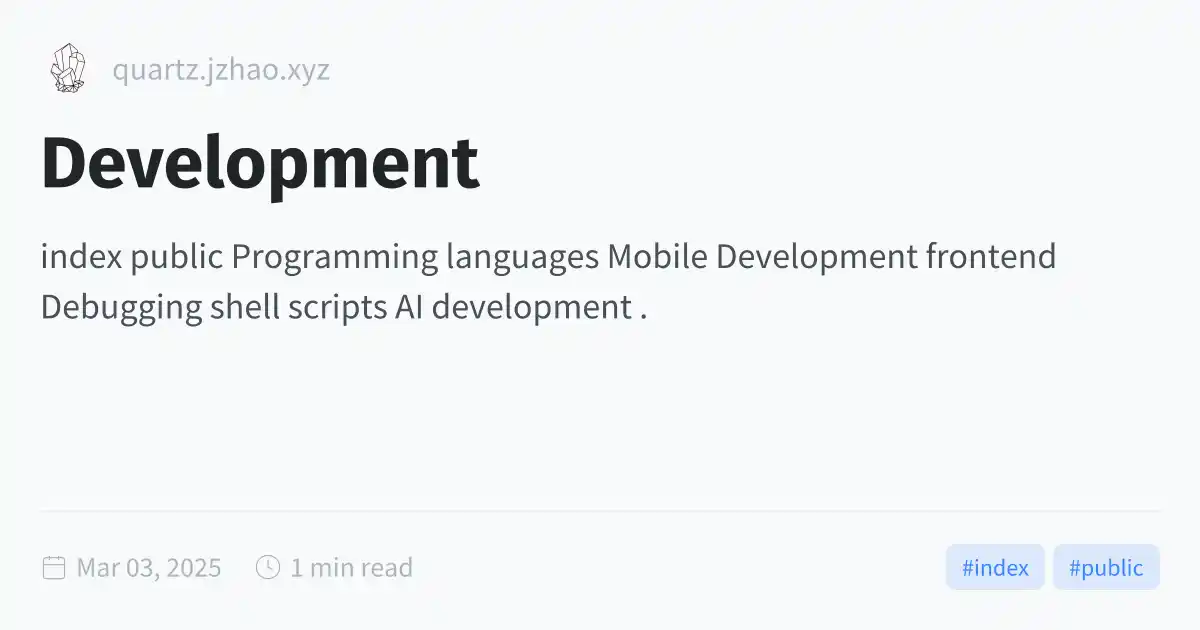 quartz.jzhao.xyz
Development
index public Programming languages Mobile Development frontend
Debugging shell scripts AI development .
Mar 03, 2025 1 min read #index #public